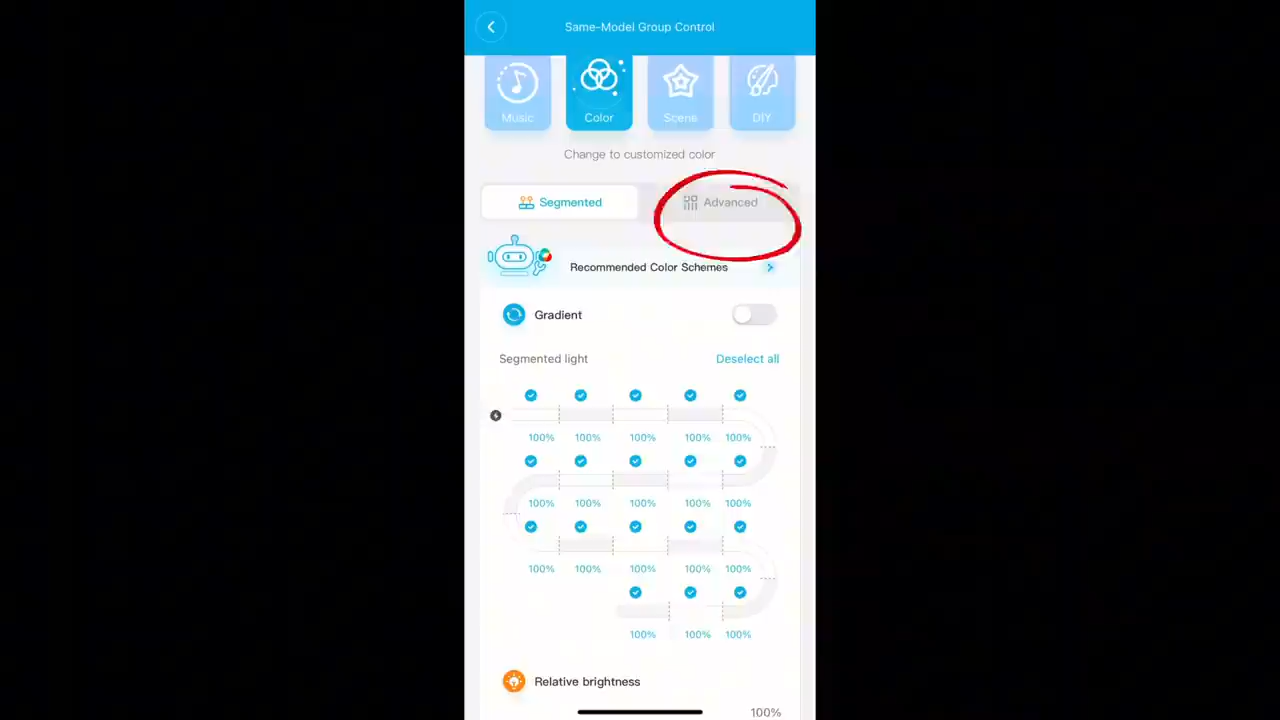 Same-Model Group Control
Music Color Scene DIY
Change to customized color
Segmented Advanced
Recommended Color Schemes
Gradient
Segmented light Deselect all
100% 100% 100% 100% 100%
100% 100% 100% 100% 100%
100% 100% 100% 100% 100%
100% 100% 100%
Relative brightness
100%